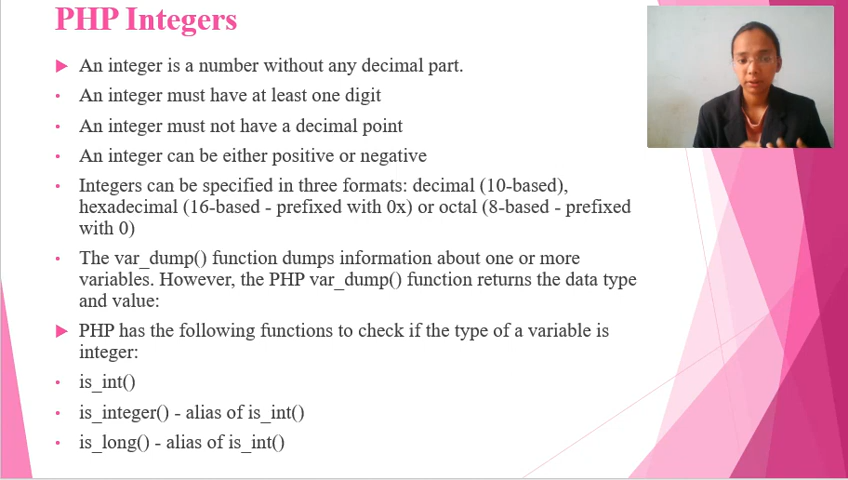 PHP Integers
An integer is a number without any decimal part.
An integer must have at least one digit
An integer must not have a decimal point
An integer can be either positive or negative
Integers can be specified in three formats: decimal (10-based),
hexadecimal (16-based - prefixed with 0x) or octal (8-based - prefixed
with 0)
The var_dump() function dumps information about one or more
variables. However, the PHP var_dump() function returns the data type
and value:
PHP has the following functions to check if the type of a variable is
integer:
is_int()
is_integer() - alias of is_int()
is_long() - alias of is_int()